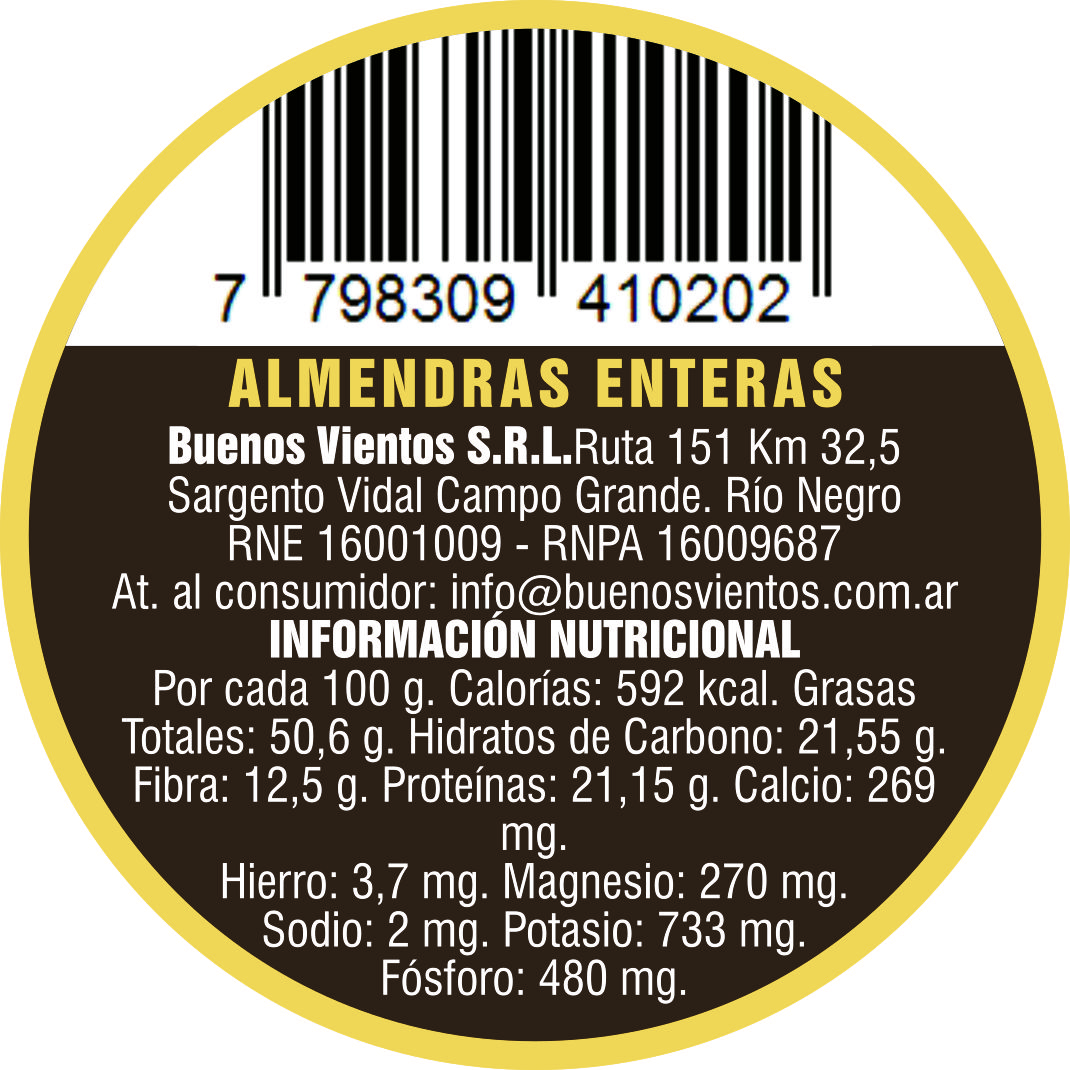 7 798309 410202
ALMENDRAS ENTERAS
Buenos Vientos S.R.L.Ruta 151 Km 32,5
Sargento Vidal Campo Grande. Río Negro
RNE 16001009 - RNPA 16009687
At. al consumidor: info@buenosvientos.com.ar
INFORMACIÓN NUTRICIONAL
Por cada 100 g. Calorías: 592 kcal. Grasas
Totales: 50,6 g. Hidratos de Carbono: 21,55 g.
Fibra: 12,5 g. Proteínas: 21,15 g. Calcio: 269
mg.
Hierro: 3,7 mg. Magnesio: 270 mg.
Sodio: 2 mg. Potasio: 733 mg.
Fósforo: 480 mg.